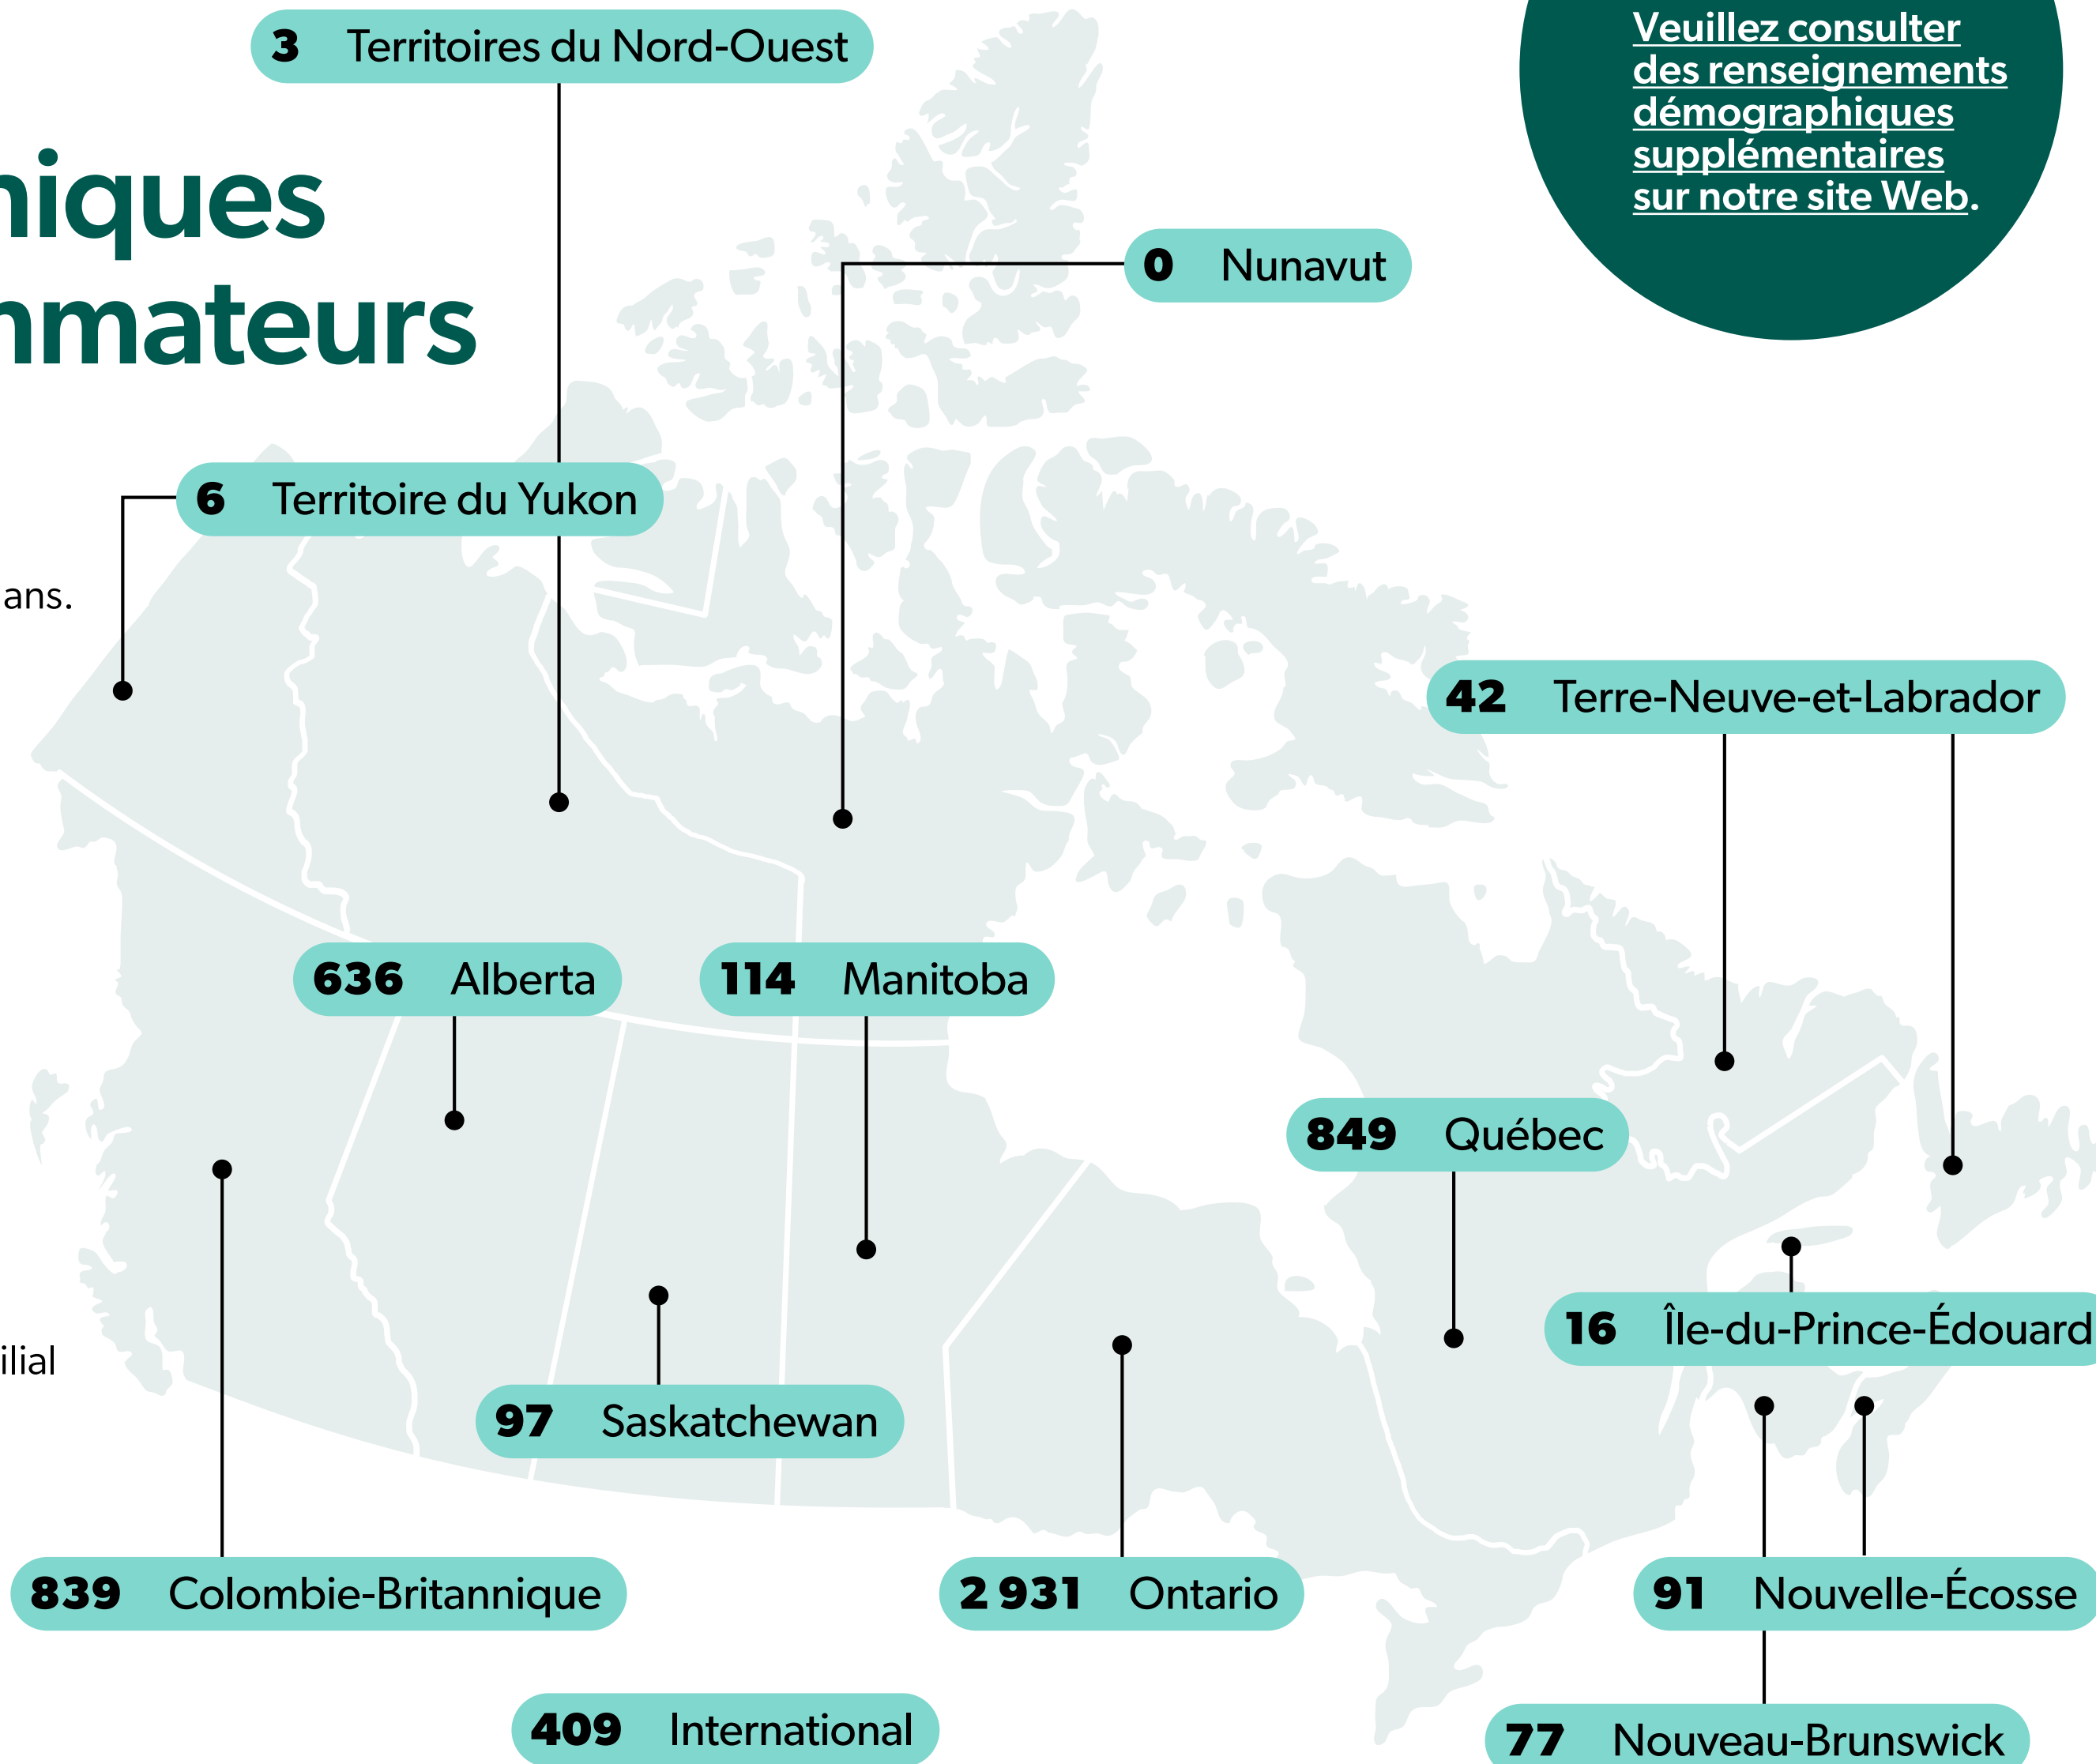 3 Territoires du Nord-Ouest
Veuillez consulter
des renseignements
démographiques
supplémentaires
sur notre site Web.
niques
mmateurs
0 Nunavut
6 Territoire du Yukon
ans.
42 Terre-Neuve-et-Labrador
636 Alberta
114 Manitoba
849 Québec
16 Île-du-Prince-Édouard
ilial
97 Saskatchewan
839 Colombie-Britannique
2 931 Ontario
91 Nouvelle-Écosse
409 International
77 Nouveau-Brunswick